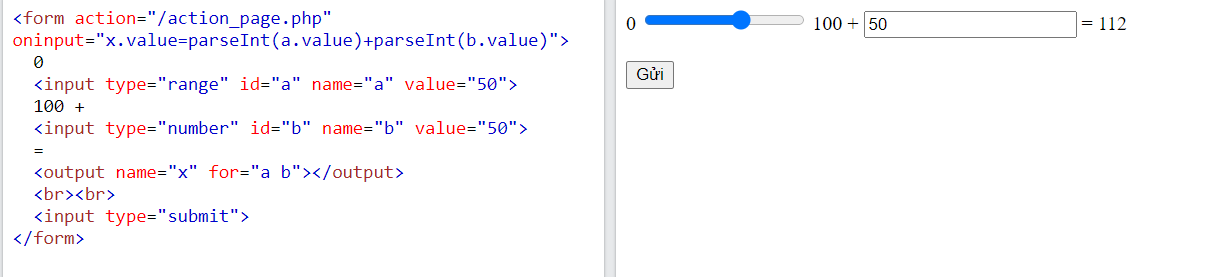 <form action="/action_page.php"
oninput="x.value=parseInt(a.value)+parseInt(b.value)">
0
<input type="range" id="a" name="a" value="50">
100 +
<input type="number" id="b" name="b" value="50">
=
<output name="x" for="a b"></output>
<br><br>
<input type="submit">
</form>
0 100 + 50 = 112
Gửi